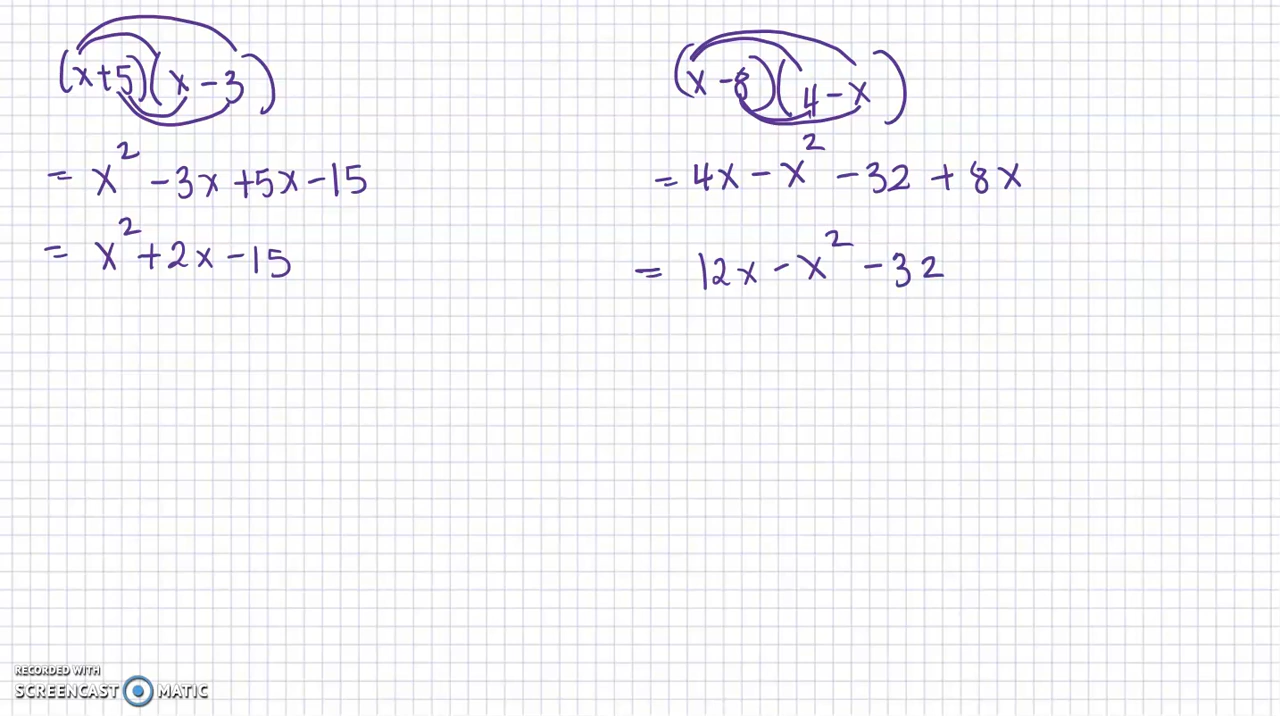 (x+5)(x-3)
= x² -3x +5x -15
= x² +2x -15
(x-8)(4-x)
= 4x - x² -32 + 8x
= 12x - x² - 32
RECORDED WITH
SCREENCAST MATIC